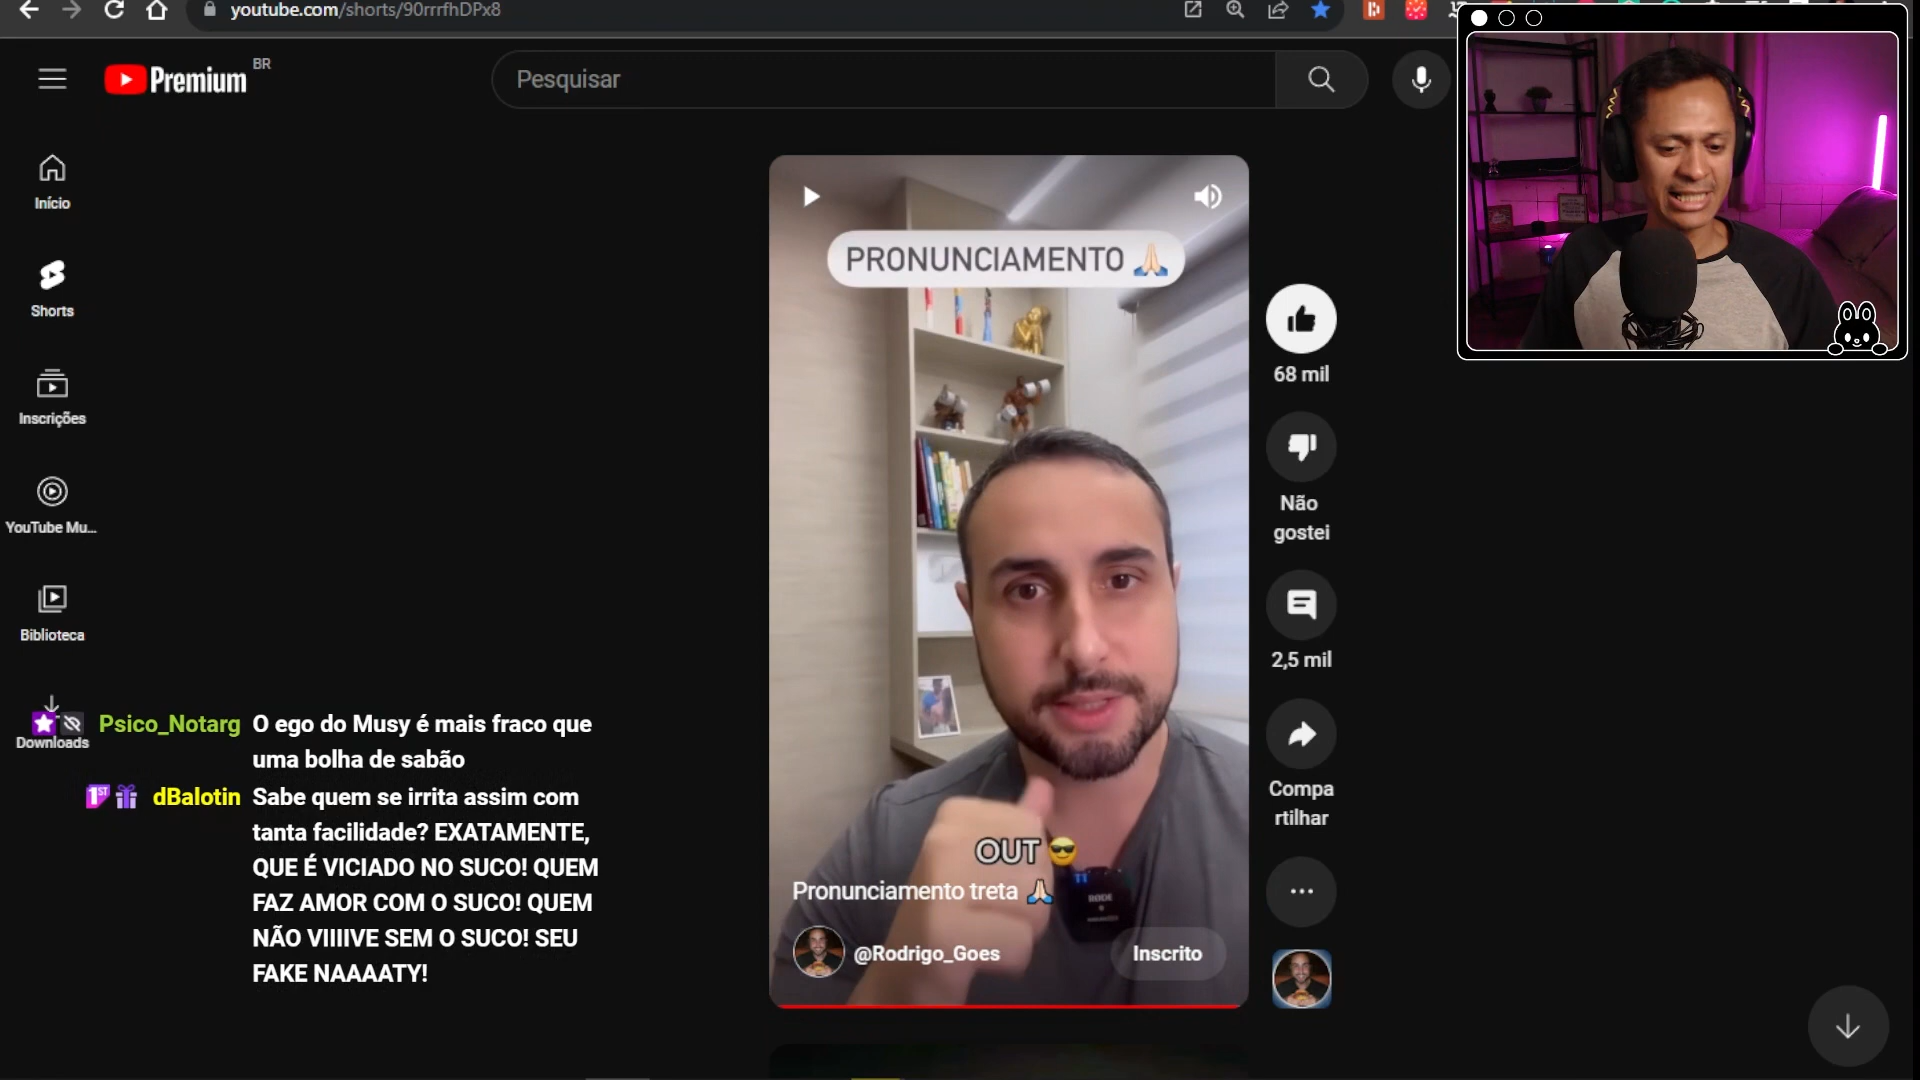 youtube.com/shorts/90rrrfhDPx8
Premium BR
Pesquisar
Início
Shorts
Inscrições
YouTube Mu...
Biblioteca
Downloads
PRONUNCIAMENTO 🙏🏻
OUT 😎
Pronunciamento treta 🙏🏻
RODE
@Rodrigo_Goes
Inscrito
68 mil
Não
gostei
2,5 mil
Compa
rtilhar
Psico_Notarg O ego do Musy é mais fraco que
uma bolha de sabão
1ST dBalotin Sabe quem se irrita assim com
tanta facilidade? EXATAMENTE,
QUE É VICIADO NO SUCO! QUEM
FAZ AMOR COM O SUCO! QUEM
NÃO VIIIIVE SEM O SUCO! SEU
FAKE NAAAATY!